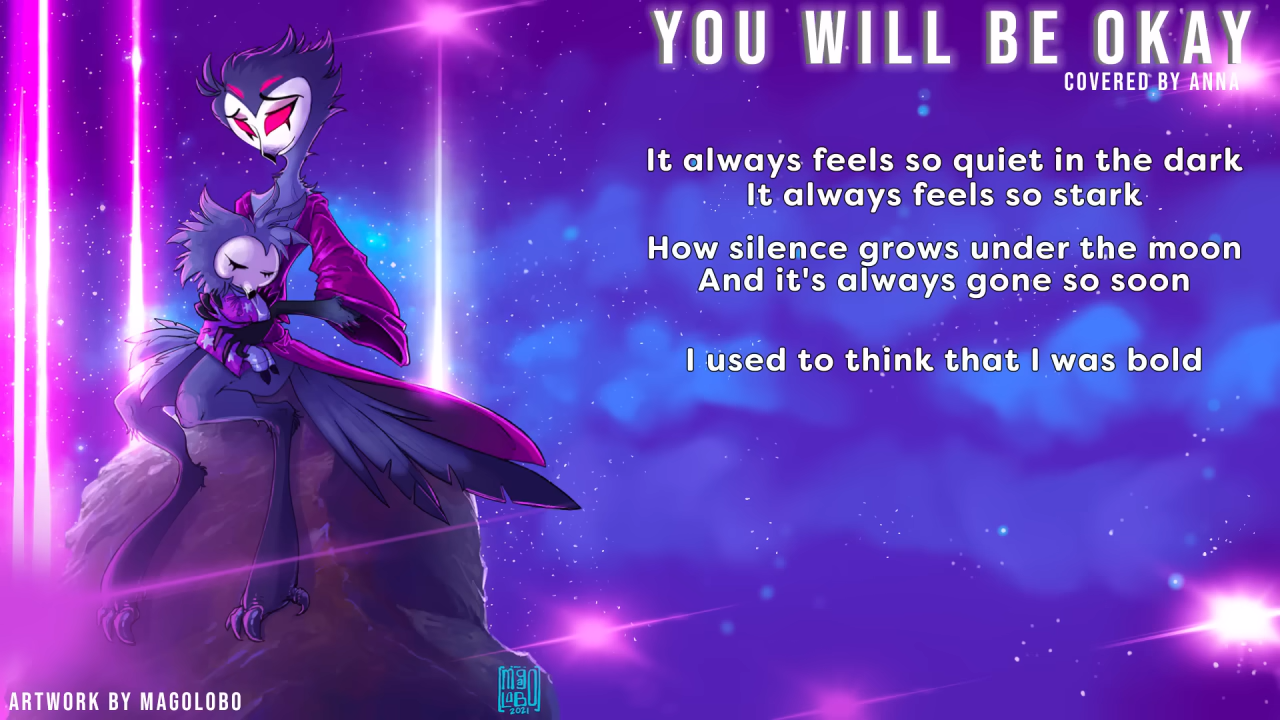 YOU WILL BE OKAY
COVERED BY ANNA
It always feels so quiet in the dark
It always feels so stark
How silence grows under the moon
And it's always gone so soon
I used to think that I was bold
ARTWORK BY MAGOLOBO
MagoLOBO
2021